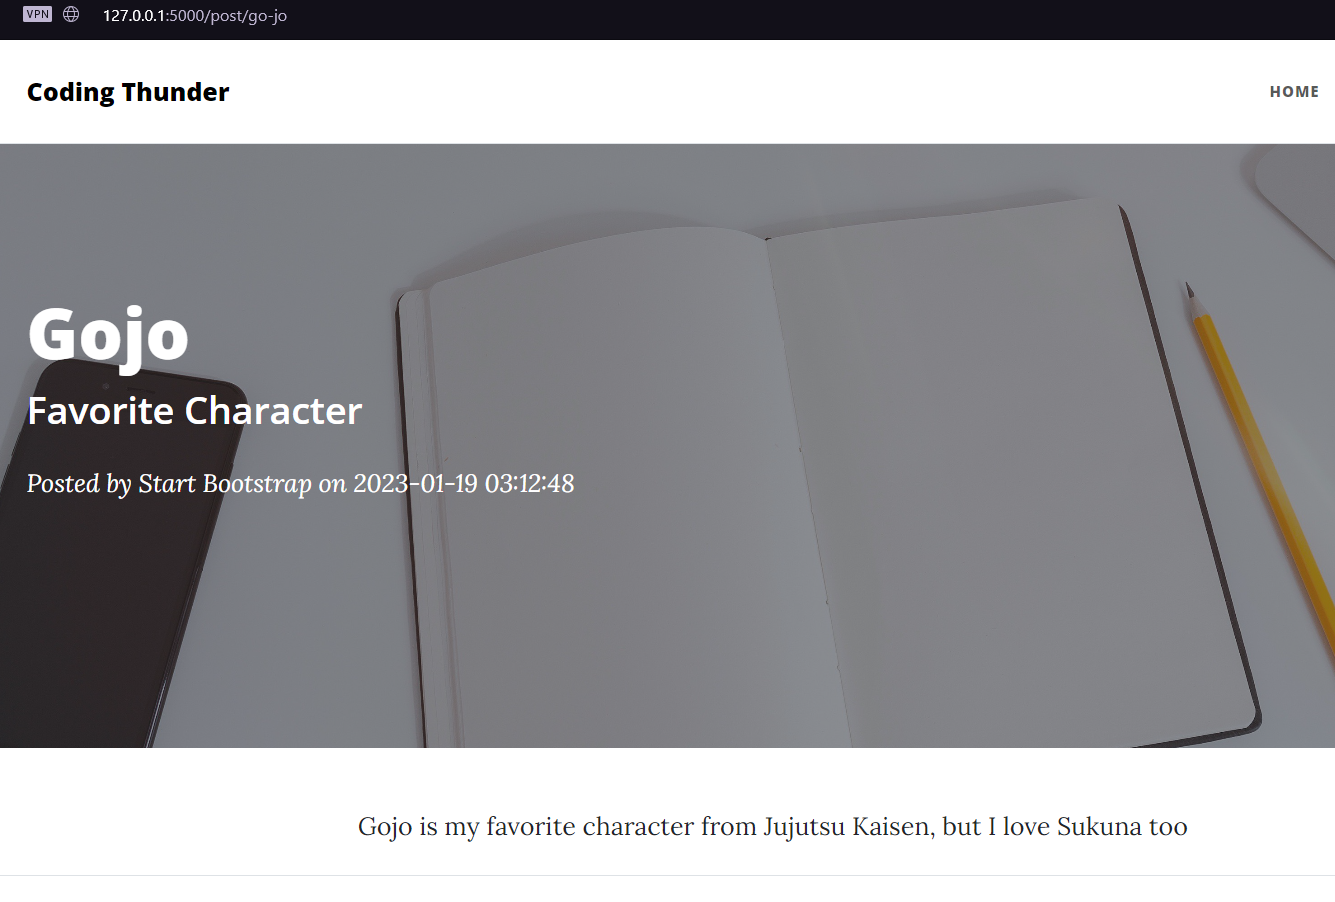 VPN 127.0.0.1:5000/post/go-jo
Coding Thunder
HOME
Gojo
Favorite Character
Posted by Start Bootstrap on 2023-01-19 03:12:48
Gojo is my favorite character from Jujutsu Kaisen, but I love Sukuna too